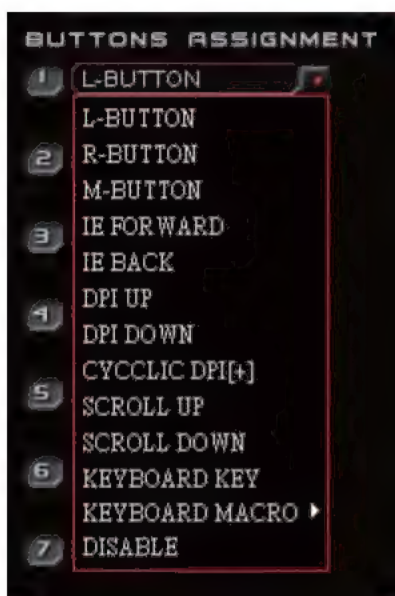 BUTTONS ASSIGNMENT
1 L-BUTTON
L-BUTTON
2 R-BUTTON
M-BUTTON
3 IE FORWARD
IE BACK
4 DPI UP
DPI DOWN
CYCCLIC DPI[+]
5 SCROLL UP
SCROLL DOWN
6 KEYBOARD KEY
KEYBOARD MACRO
7 DISABLE